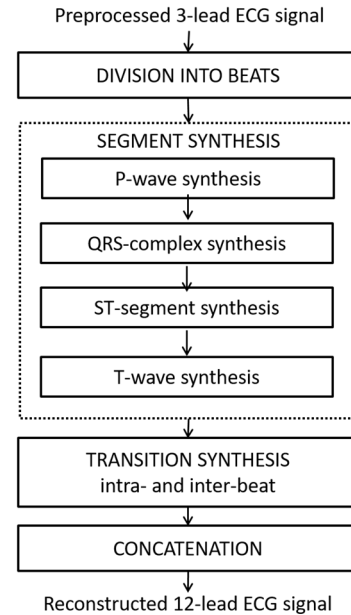 Preprocessed 3-lead ECG signal
DIVISION INTO BEATS
SEGMENT SYNTHESIS
P-wave synthesis
QRS-complex synthesis
ST-segment synthesis
T-wave synthesis
TRANSITION SYNTHESIS
intra- and inter-beat
CONCATENATION
Reconstructed 12-lead ECG signal